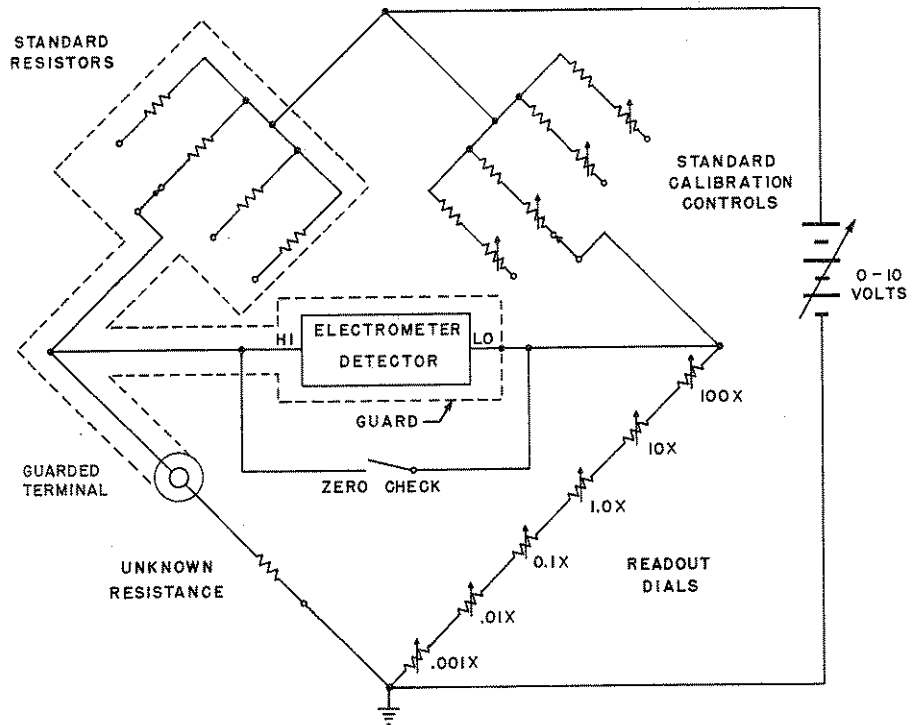 STANDARD
RESISTORS
STANDARD
CALIBRATION
CONTROLS
0-10
VOLTS
HI
ELECTROMETER
DETECTOR
LO
GUARD
100X
10X
1.0X
0.1X
.01X
.001X
ZERO CHECK
GUARDED
TERMINAL
UNKNOWN
RESISTANCE
READOUT
DIALS